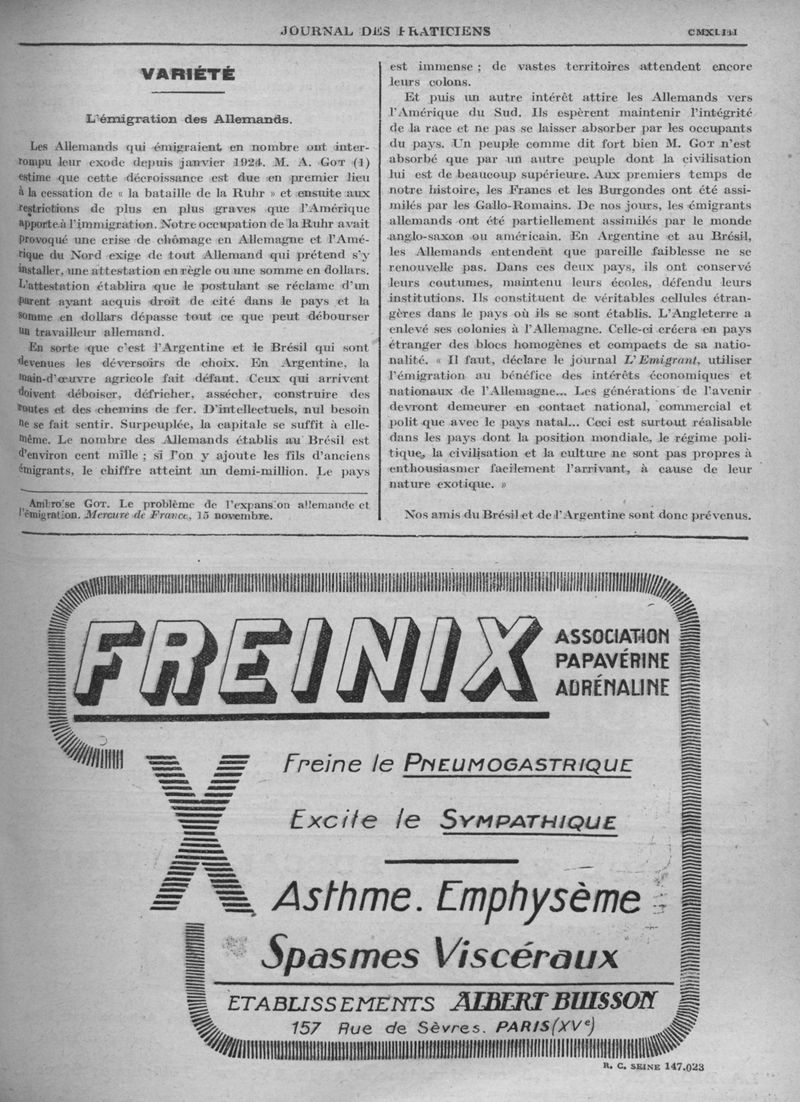 JOURNAL DES PRATICIENS
VARIÉTÉ
L'émigration des Allemands.
Les Allemands qui émigraient en nombre ont inter-
rompu leur exode depuis janvier 1924. M. A. GOT (1)
estime que cette décroissance est due en premier lieu
à la cessation de « la bataille de la Ruhr » et ensuite aux
restrictions de plus en plus graves que l'Amérique
apporte à l'immigration. Notre occupation de la Ruhr avait
provoqué une crise de chômage en Allemagne et l'Amé-
rique du Nord exige de tout Allemand qui prétend s'y
installer, une attestation en règle ou une somme en dollars.
L'attestation établira que le postulant se réclame d'un
parent ayant acquis droit de cité dans le pays et la
somme en dollars dépasse tout ce que peut débourser
un travailleur allemand.
En sorte que c'est l'Argentine et le Brésil qui sont
devenues les déversoirs de choix. En Argentine, la
main-d'œuvre agricole fait défaut. Ceux qui arrivent
doivent déboiser, défricher, assécher, construire des
routes et des chemins de fer. D'intellectuels, nul besoin
ne se fait sentir. Surpeuplée, la capitale se suffit à elle-
même. Le nombre des Allemands établis au Brésil est
d'environ cent mille ; si l'on y ajoute les fils d'anciens
émigrants, le chiffre atteint un demi-million. Le pays
Ambroise GOT. Le problème de l'expansion allemande et
l'émigration. Mercure de France, 15 novembre.
est immense ; de vastes territoires attendent encore
leurs colons.
Et puis un autre intérêt attire les Allemands vers
l'Amérique du Sud. Ils espèrent maintenir l'intégrité
de la race et ne pas se laisser absorber par les occupants
du pays. Un peuple comme dit fort bien M. GOT n'est
absorbé que par un autre peuple dont la civilisation
lui est de beaucoup supérieure. Aux premiers temps de
notre histoire, les Francs et les Burgondes ont été assi-
milés par les Gallo-Romains. De nos jours, les émigrants
allemands ont été partiellement assimilés par le monde
anglo-saxon ou américain. En Argentine et au Brésil,
les Allemands entendent que pareille faiblesse ne se
renouvelle pas. Dans ces deux pays, ils ont conservé
leurs coutumes, maintenu leurs écoles, défendu leurs
institutions. Ils constituent de véritables cellules étran-
gères dans le pays où ils se sont établis. L'Angleterre a
enlevé ses colonies à l'Allemagne. Celle-ci créera en pays
étranger des blocs homogènes et compacts de sa natio-
nalité. « Il faut, déclare le journal L'Emigrant, utiliser
l'émigration au bénéfice des intérêts économiques et
nationaux de l'Allemagne... Les générations de l'avenir
devront demeurer en contact national, commercial et
polit que avec le pays natal... Ceci est surtout réalisable
dans les pays dont la position mondiale, le régime poli-
tique, la civilisation et la culture ne sont pas propres à
enthousiasmer facilement l'arrivant, à cause de leur
nature exotique. »
Nos amis du Brésil et de l'Argentine sont donc prévenus.
FREINIX
ASSOCIATION
PAPAVÉRINE
ADRÉNALINE
X
Freine le PNEUMOGASTRIQUE
Excite le SYMPATHIQUE
Asthme. Emphysème
Spasmes Viscéraux
ETABLISSEMENTS ALBERT BUISSON
157 Rue de Sèvres. PARIS (XVe)
R. C. SEINE 147.023